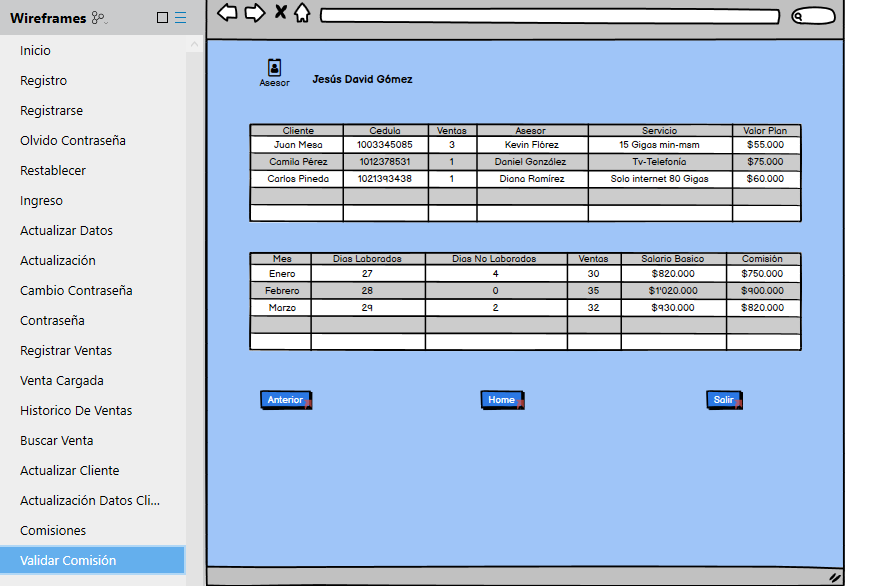 Wireframes
Inicio
Registro
Registrarse
Olvido Contraseña
Restablecer
Ingreso
Actualizar Datos
Actualización
Cambio Contraseña
Contraseña
Registrar Ventas
Venta Cargada
Historico De Ventas
Buscar Venta
Actualizar Cliente
Actualización Datos Cli...
Comisiones
Validar Comisión
Asesor
Jesús David Gómez
Cliente Cedula Ventas Asesor Servicio Valor Plan
Juan Mesa 1003345085 3 Kevin Flórez 15 Gigas min-msm $55.000
Camila Pérez 1012378531 1 Daniel González Tv-Telefonía $75.000
Carlos Pineda 1021393438 1 Diana Ramírez Solo internet 80 Gigas $60.000
Mes Dias Laborados Dias No Laborados Ventas Salario Basico Comisión
Enero 27 4 30 $820.000 $750.000
Febrero 28 0 35 $1'020.000 $900.000
Marzo 29 2 32 $930.000 $820.000
Anterior Home Salir